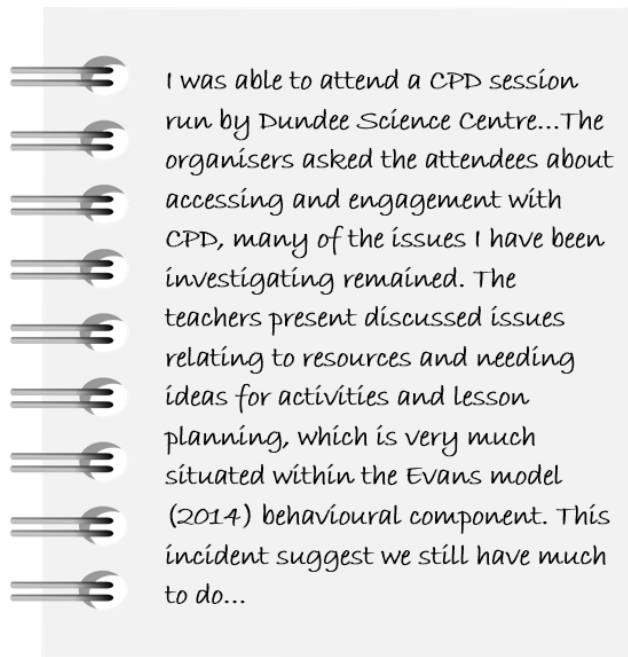 I was able to attend a CPD session
run by Dundee Science Centre...The
organisers asked the attendees about
accessing and engagement with
CPD, many of the issues I have been
investigating remained. The
teachers present discussed issues
relating to resources and needing
ideas for activities and lesson
planning, which is very much
situated within the Evans model
(2014) behavioural component. This
incident suggest we still have much
to do...